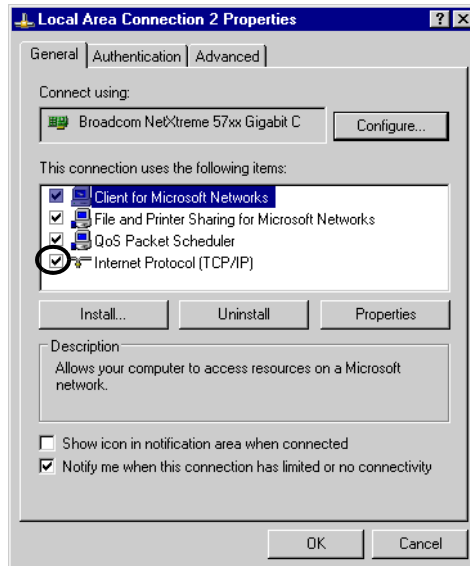 Local Area Connection 2 Properties
General Authentication Advanced
Connect using:
Broadcom NetXtreme 57xx Gigabit C
Configure...
This connection uses the following items:
Client for Microsoft Networks
File and Printer Sharing for Microsoft Networks
QoS Packet Scheduler
Internet Protocol (TCP/IP)
Install... Uninstall Properties
Description
Allows your computer to access resources on a Microsoft
network.
Show icon in notification area when connected
Notify me when this connection has limited or no connectivity
OK Cancel